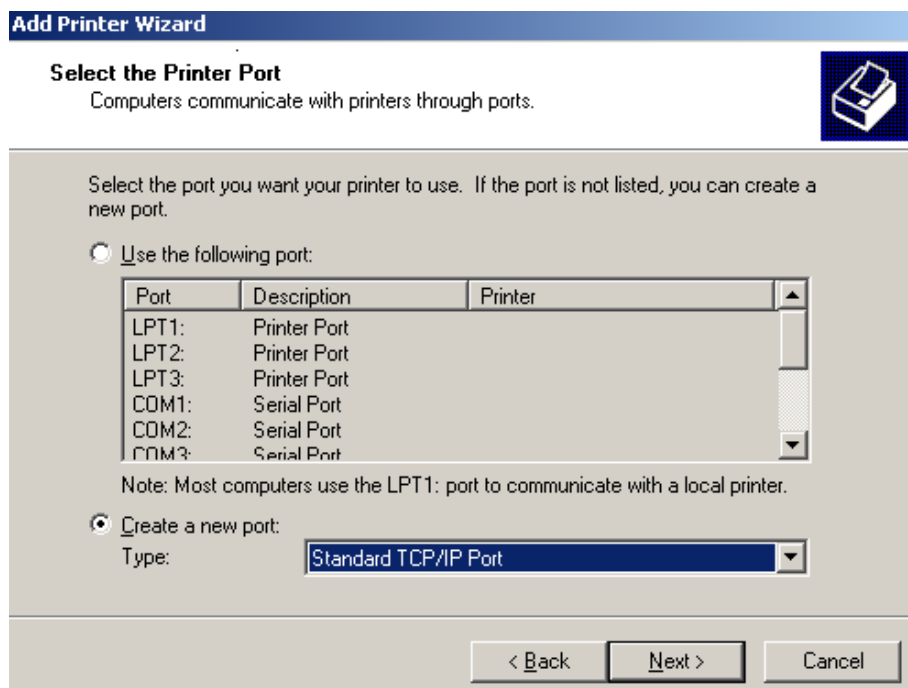 Add Printer Wizard
Select the Printer Port
Computers communicate with printers through ports.
Select the port you want your printer to use. If the port is not listed, you can create a
new port.
Use the following port:
Port Description Printer
LPT1: Printer Port
LPT2: Printer Port
LPT3: Printer Port
COM1: Serial Port
COM2: Serial Port
COM3: Serial Port
Note: Most computers use the LPT1: port to communicate with a local printer.
Create a new port:
Type: Standard TCP/IP Port
< Back Next > Cancel